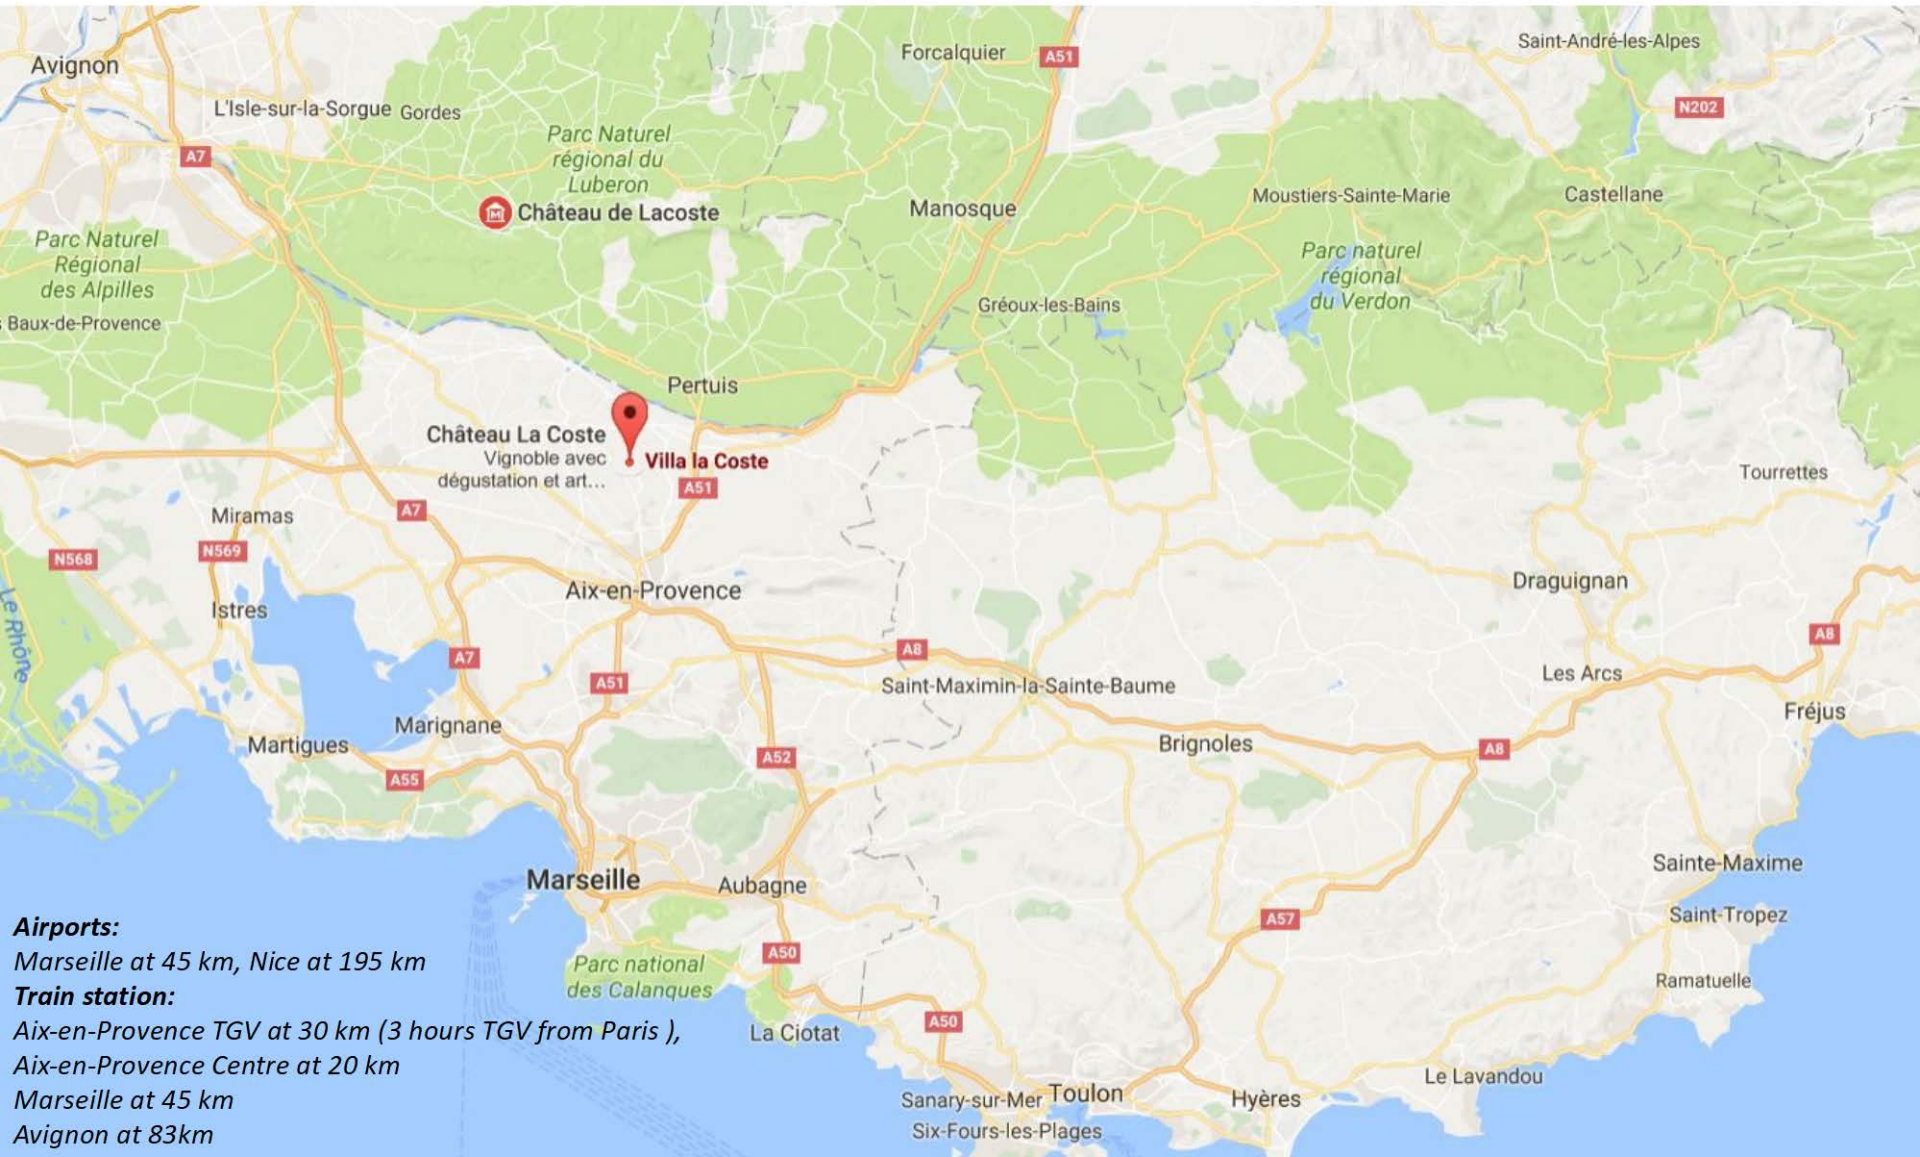 Avignon
Forcalquier
A51
Saint-André-les-Alpes
L'Isle-sur-la-Sorgue
Gordes
N202
Parc Naturel
régional du
Luberon
A7
Château de Lacoste
Manosque
Moustiers-Sainte-Marie
Castellane
Parc Naturel
Régional
des Alpilles
Parc naturel
régional
du Verdon
Baux-de-Provence
Gréoux-les-Bains
Pertuis
Château La Coste
Vignoble avec
dégustation et art...
Villa la Coste
A51
Tourrettes
Miramas
A7
N569
N568
Le Rhône
Istres
Aix-en-Provence
Draguignan
A7
A51
A8
A8
Saint-Maximin-la-Sainte-Baume
Les Arcs
Fréjus
Marignane
Martigues
A55
A52
Brignoles
A8
Marseille
Aubagne
Sainte-Maxime
Saint-Tropez
A57
A50
Parc national
des Calanques
Ramatuelle
La Ciotat
A50
Le Lavandou
Sanary-sur-Mer
Toulon
Hyères
Six-Fours-les-Plages
Airports:
Marseille at 45 km, Nice at 195 km
Train station:
Aix-en-Provence TGV at 30 km (3 hours TGV from Paris ),
Aix-en-Provence Centre at 20 km
Marseille at 45 km
Avignon at 83km